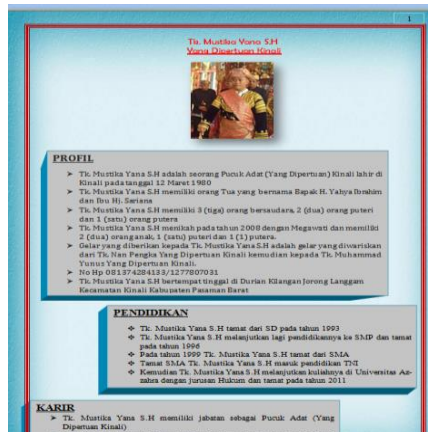 1
Tk. Mustika Yana S.H
Yang Dipertuan Kinali
PROFIL
➤ Tk. Mustika Yana S.H adalah seorang Pucuk Adat (Yang Dipertuan) Kinali lahir di
Kinali pada tanggal 12 Maret 1980
➤ Tk. Mustika Yana S.H memiliki orang Tua yang bernama Bapak H. Yahya Ibrahim
dan Ibu Hj. Sariana
➤ Tk. Mustika Yana S.H memiliki 3 (tiga) orang bersaudara, 2 (dua) orang puteri
dan 1 (satu) orang putera
➤ Tk. Mustika Yana S.H menikah pada tahun 2008 dengan Megawati dan memiliki
2 (dua) orang anak, 1 (satu) puteri dan 1 (1) putera.
➤ Gelar yang diberikan kepada Tk. Mustika Yana S.H adalah gelar yang diwariskan
dari Tk. Nan Pengka Yang Dipertuan Kinali kemudian kepada Tk. Muhammad
Yunus Yang Dipertuan Kinali.
➤ No Hp 081374284133/1277807031
➤ Tk. Mustika Yana S.H bertempat tinggal di Durian Kilangan Jorong Langgam
Kecamatan Kinali Kabupaten Pasaman Barat
PENDIDIKAN
❖ Tk. Mustika Yana S.H tamat dari SD pada tahun 1993
❖ Tk. Mustika Yana S.H melanjutkan lagi pendidikannya ke SMP dan tamat
pada tahun 1996
❖ Pada tahun 1999 Tk. Mustika Yana S.H tamat dari SMA
❖ Tamat SMA Tk. Mustika Yana S.H masuk pendidikan TNI
❖ Kemudian Tk. Mustika Yana S.H melanjutkan kuliahnya di Universitas Az-
zahra dengan jurusan Hukum dan tamat pada tahun 2011
KARIR
➤ Tk. Mustika Yana S.H memiliki jabatan sebagai Pucuk Adat (Yang
Dipertuan Kinali)